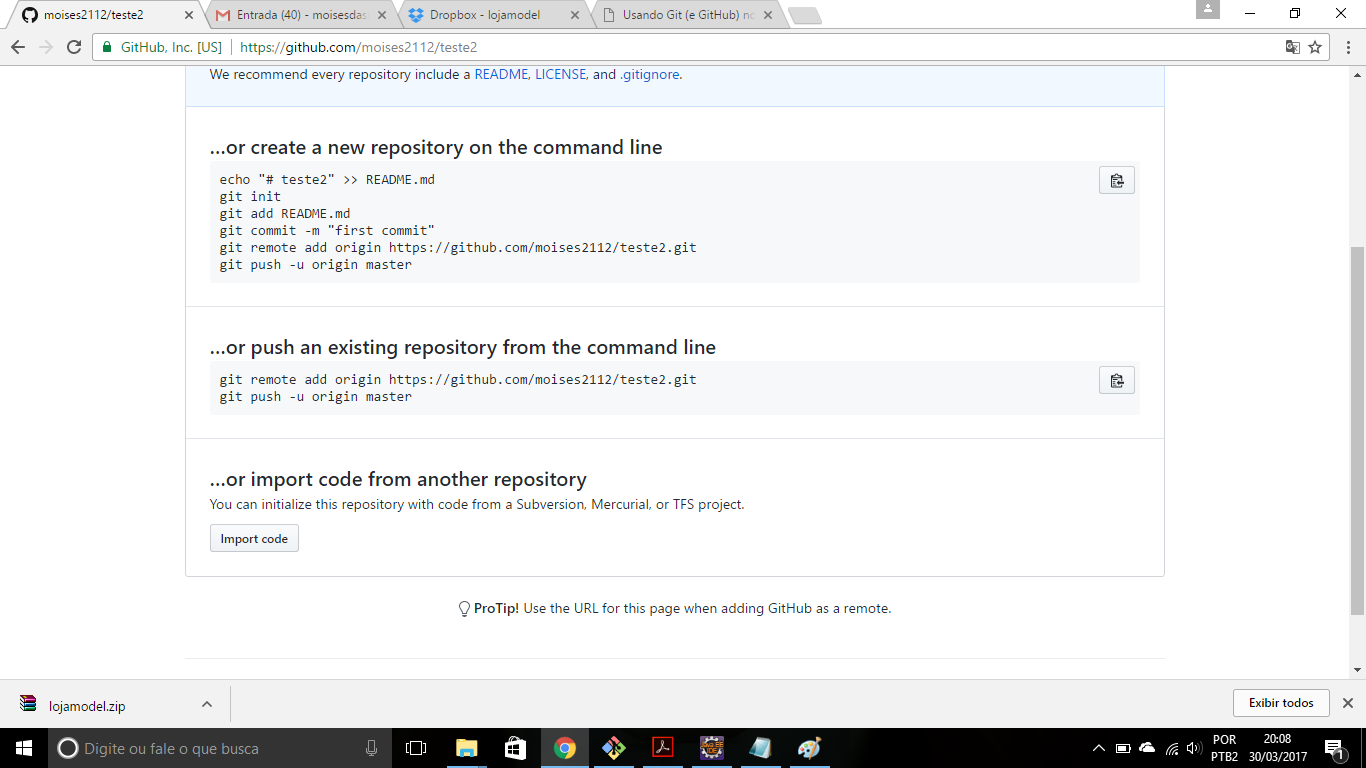 moises2112/teste2
Entrada (40) - moisesdas
Dropbox - lojamodel
Usando Git (e GitHub) no
GitHub, Inc. [US]
https://github.com/moises2112/teste2
We recommend every repository include a README, LICENSE, and .gitignore.
…or create a new repository on the command line
echo "# teste2" >> README.md
git init
git add README.md
git commit -m "first commit"
git remote add origin https://github.com/moises2112/teste2.git
git push -u origin master
…or push an existing repository from the command line
git remote add origin https://github.com/moises2112/teste2.git
git push -u origin master
…or import code from another repository
You can initialize this repository with code from a Subversion, Mercurial, or TFS project.
Import code
ProTip! Use the URL for this page when adding GitHub as a remote.
lojamodel.zip
Exibir todos
Digite ou fale o que busca
JAVA EE
IDE
POR
PTB2
20:08
30/03/2017
1